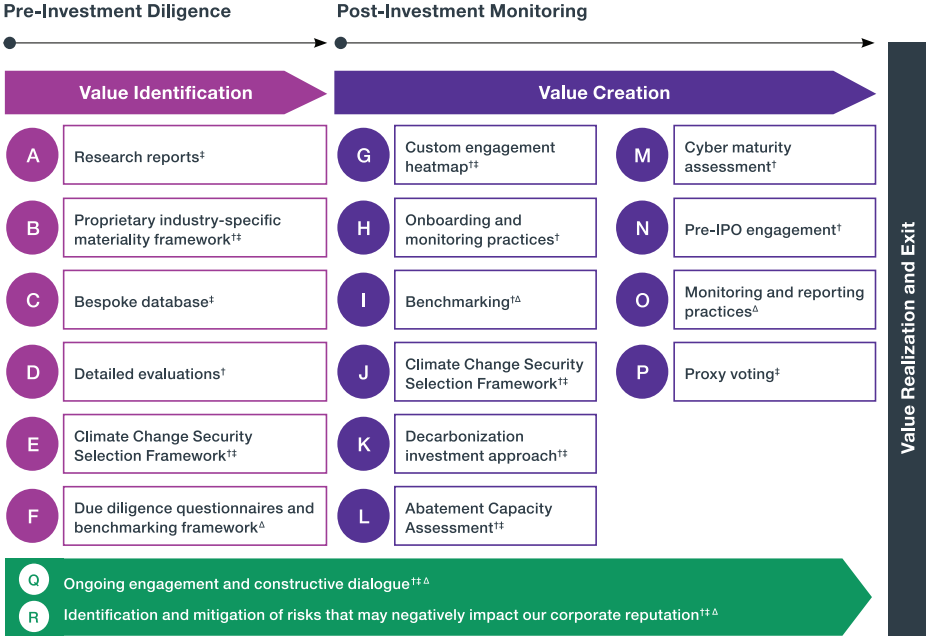 Pre-Investment Diligence
Post-Investment Monitoring
Value Identification
Value Creation
A
Research reports‡
B
Proprietary industry-specific
materiality framework†‡
C
Bespoke database‡
D
Detailed evaluations†
E
Climate Change Security
Selection Framework†‡
F
Due diligence questionnaires and
benchmarking framework∆
G
Custom engagement
heatmap†‡
H
Onboarding and
monitoring practices†
I
Benchmarking†∆
J
Climate Change Security
Selection Framework†‡
K
Decarbonization
investment approach†‡
L
Abatement Capacity
Assessment†‡
M
Cyber maturity
assessment†
N
Pre-IPO engagement†
O
Monitoring and reporting
practices∆
P
Proxy voting‡
Q
Ongoing engagement and constructive dialogue†‡ ∆
R
Identification and mitigation of risks that may negatively impact our corporate reputation†‡ ∆
Value Realization and Exit